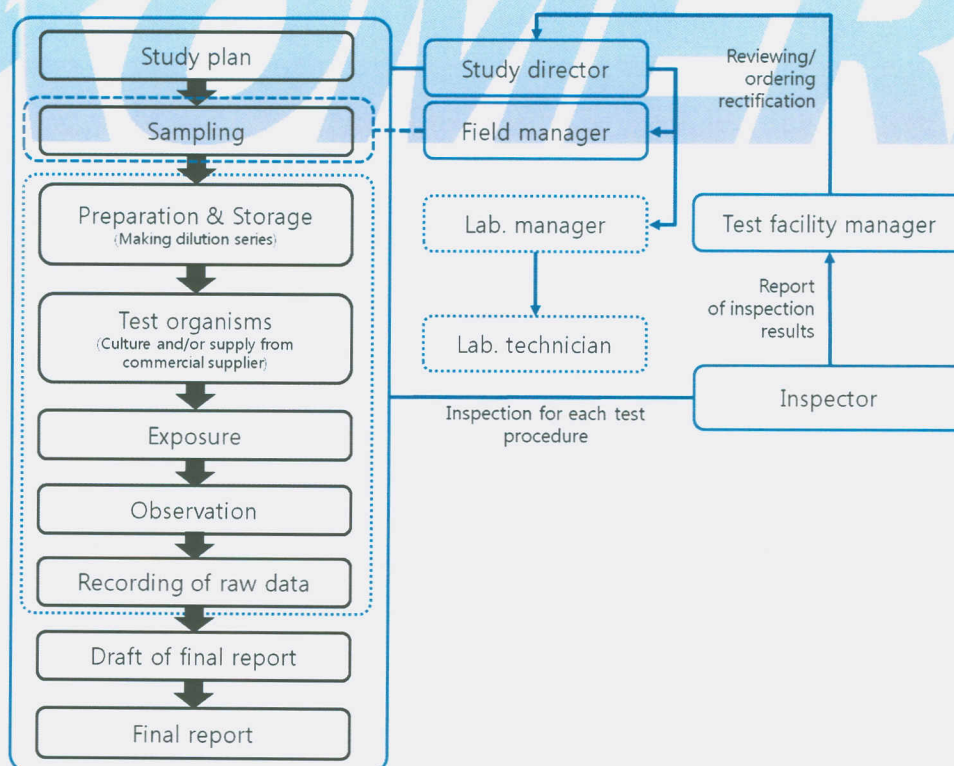 KOMERI
Study plan
Sampling
Preparation & Storage
(Making dilution series)
Test organisms
(Culture and/or supply from
commercial supplier)
Exposure
Observation
Recording of raw data
Draft of final report
Final report
Study director
Field manager
Lab. manager
Lab. technician
Reviewing/
ordering
rectification
Test facility manager
Report
of inspection
results
Inspector
Inspection for each test
procedure